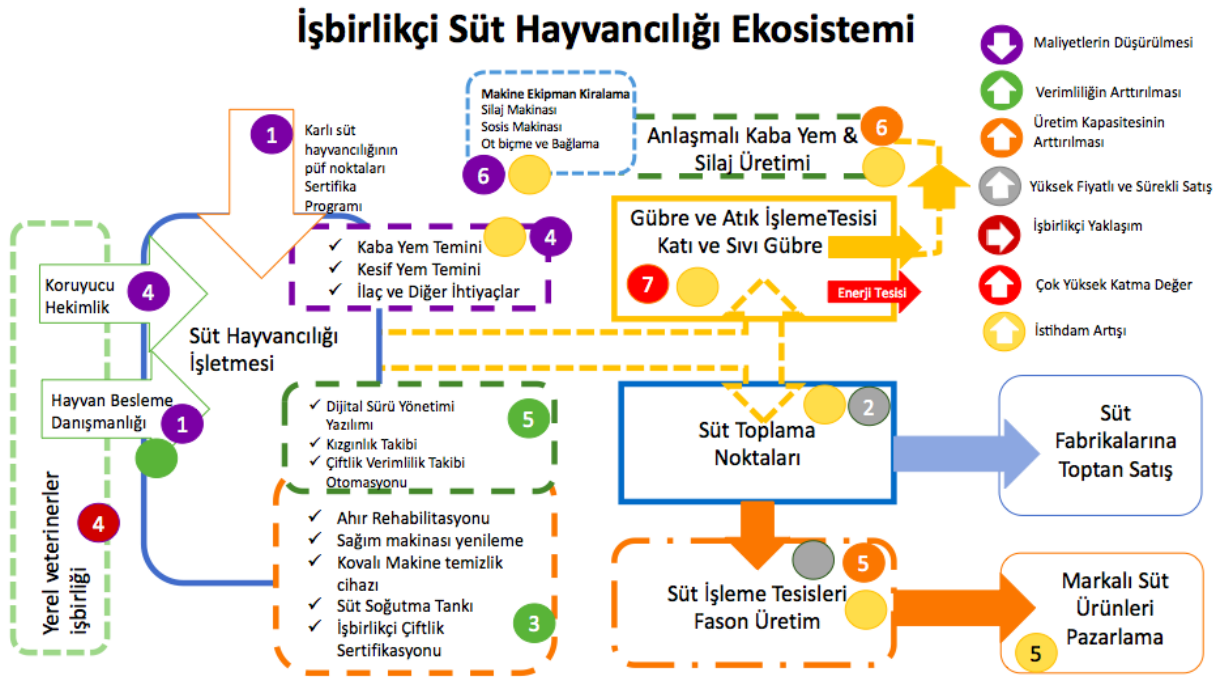 İşbirlikçi Süt Hayvancılığı Ekosistemi
Maliyetlerin Düşürülmesi
Verimliliğin Arttırılması
Üretim Kapasitesinin
Arttırılması
Yüksek Fiyatlı ve Sürekli Satış
İşbirlikçi Yaklaşım
Çok Yüksek Katma Değer
İstihdam Artışı
1
Karlı süt
hayvancılığının
püf noktaları
Sertifika
Programı
Makine Ekipman Kiralama
Silaj Makinası
Sosis Makinası
Ot biçme ve Bağlama
6
Anlaşmalı Kaba Yem &
Silaj Üretimi
6
✓ Kaba Yem Temini
✓ Kesif Yem Temini
✓ İlaç ve Diğer İhtiyaçlar
4
Gübre ve Atık İşlemeTesisi
Katı ve Sıvı Gübre
7
Enerji Tesisi
Koruyucu
Hekimlik
4
Süt Hayvancılığı
İşletmesi
Hayvan Besleme
Danışmanlığı
1
Yerel veterinerler
işbirliği
4
✓ Dijital Sürü Yönetimi
Yazılımı
✓ Kızgınlık Takibi
✓ Çiftlik Verimlilik Takibi
Otomasyonu
5
✓ Ahır Rehabilitasyonu
✓ Sağım makinası yenileme
✓ Kovalı Makine temizlik
cihazı
✓ Süt Soğutma Tankı
✓ İşbirlikçi Çiftlik
Sertifikasyonu
3
2
Süt Toplama
Noktaları
Süt
Fabrikalarına
Toptan Satış
5
Süt İşleme Tesisleri
Fason Üretim
Markalı Süt
Ürünleri
Pazarlama
5